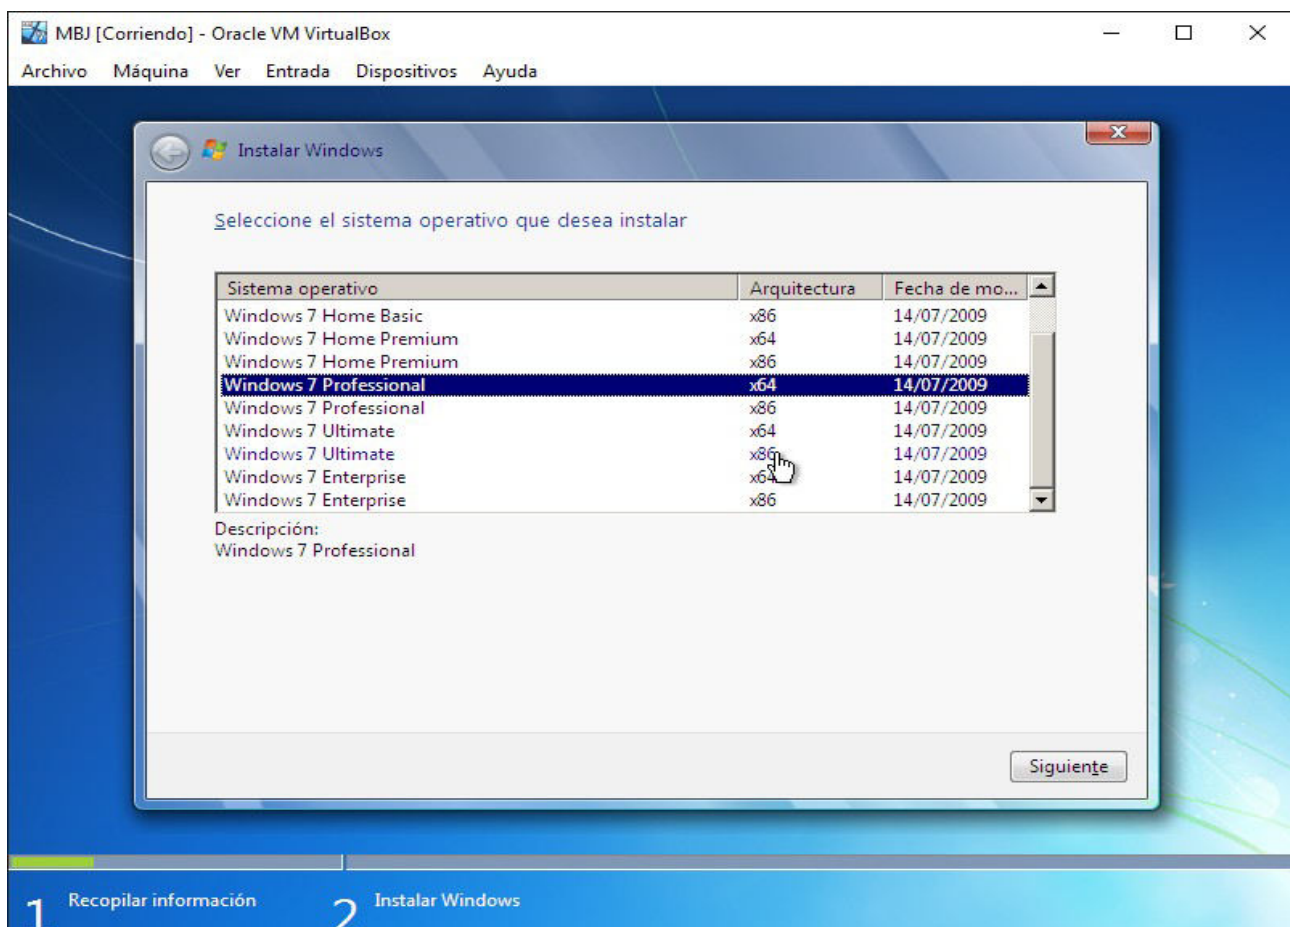 MBJ [Corriendo] - Oracle VM VirtualBox
Archivo Máquina Ver Entrada Dispositivos Ayuda
Instalar Windows
Seleccione el sistema operativo que desea instalar
Sistema operativo Arquitectura Fecha de mo...
Windows 7 Home Basic x86 14/07/2009
Windows 7 Home Premium x64 14/07/2009
Windows 7 Home Premium x86 14/07/2009
Windows 7 Professional x64 14/07/2009
Windows 7 Professional x86 14/07/2009
Windows 7 Ultimate x64 14/07/2009
Windows 7 Ultimate x86 14/07/2009
Windows 7 Enterprise x64 14/07/2009
Windows 7 Enterprise x86 14/07/2009
Descripción:
Windows 7 Professional
Siguiente
1 Recopilar información 2 Instalar Windows